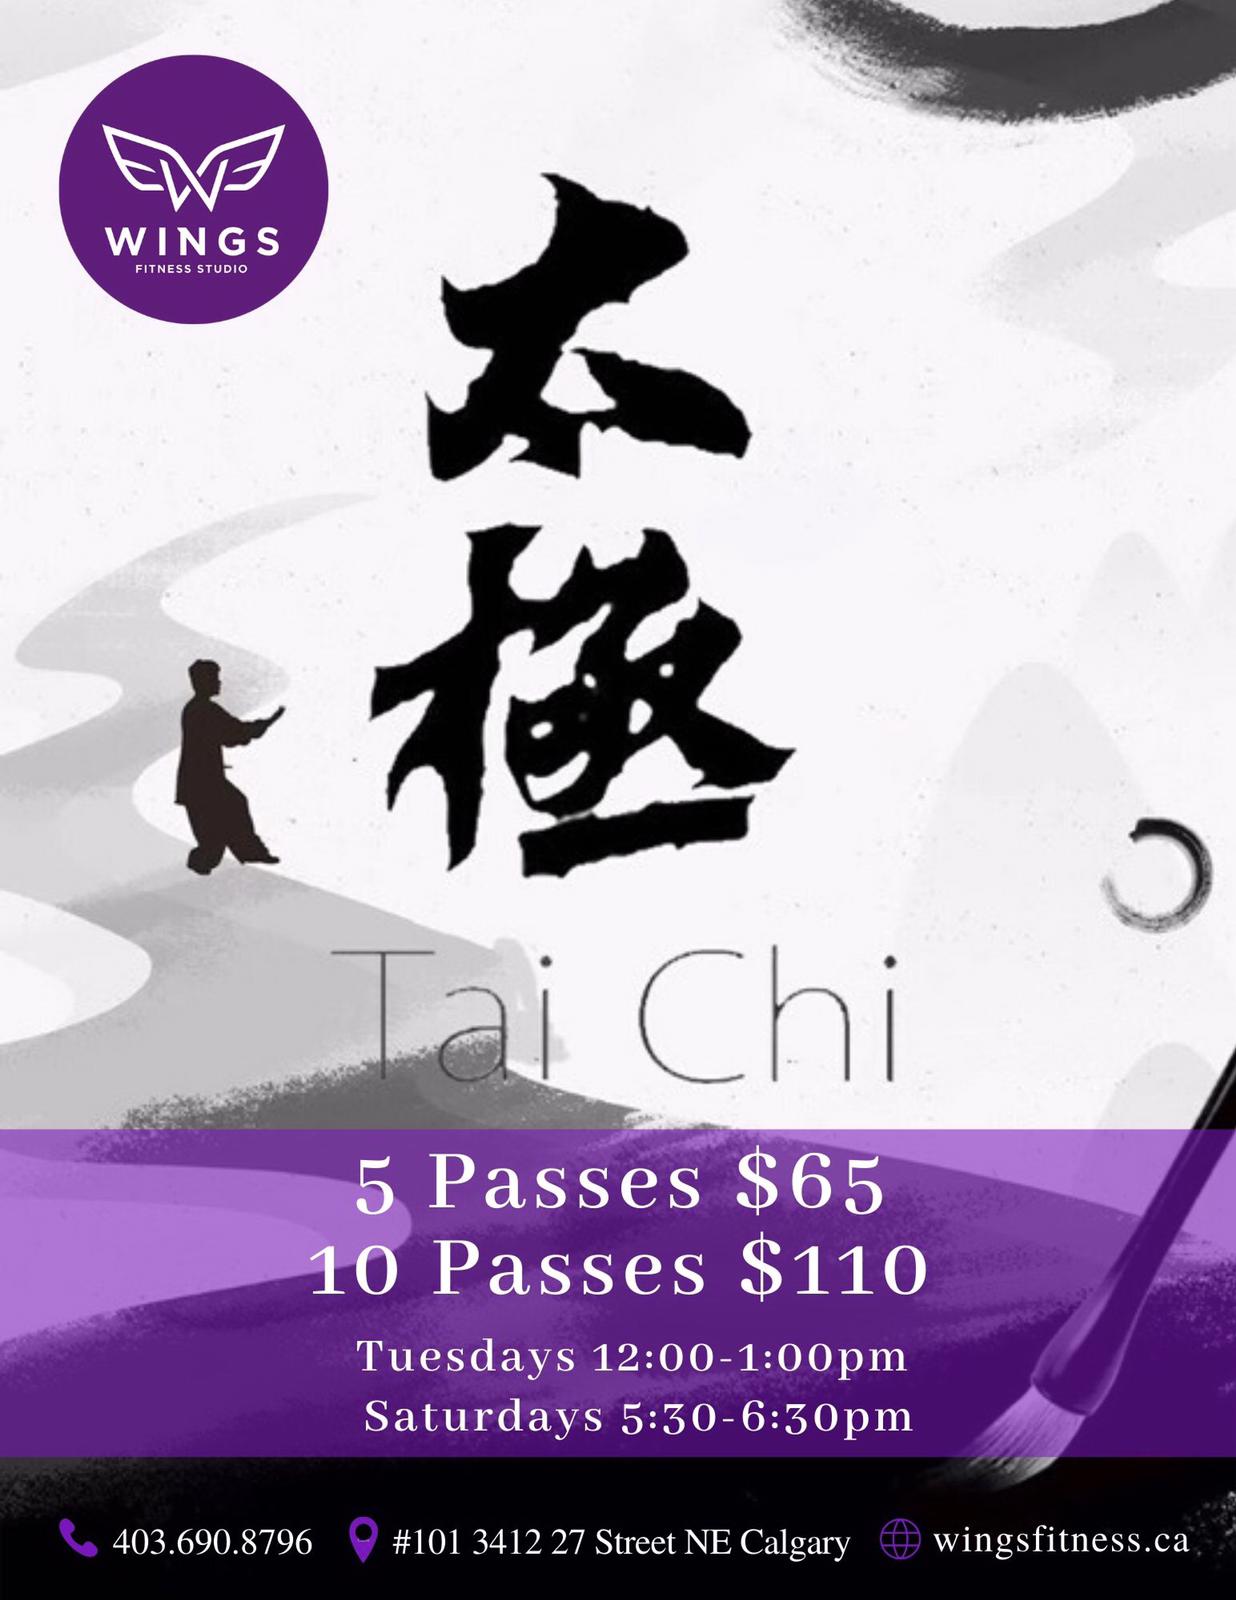 WINGS
FITNESS STUDIO
太
極
Tai Chi
5 Passes $65
10 Passes $110
Tuesdays 12:00-1:00pm
Saturdays 5:30-6:30pm
403.690.8796
#101 3412 27 Street NE Calgary
wingsfitness.ca